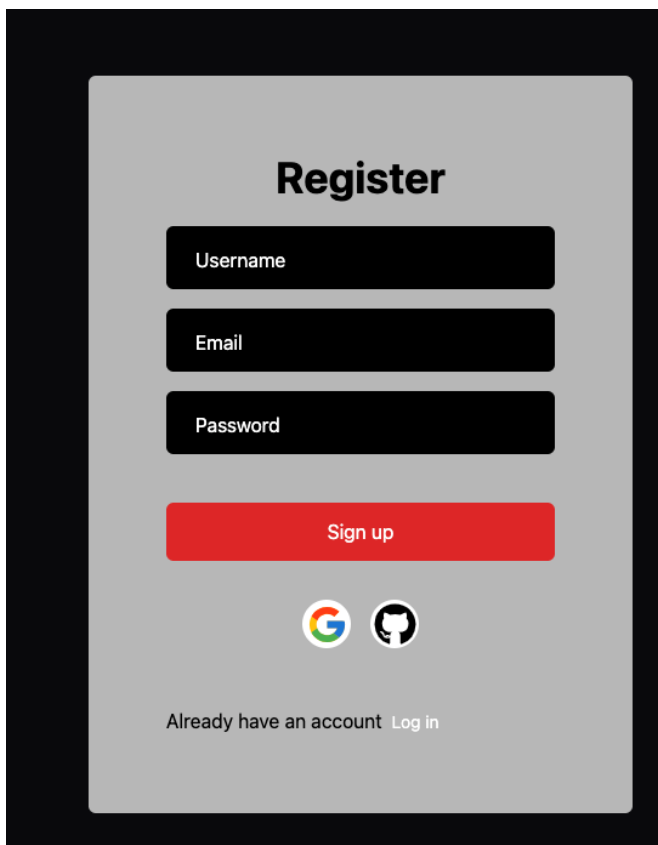 Register
Username
Email
Password
Sign up
Already have an account Log in